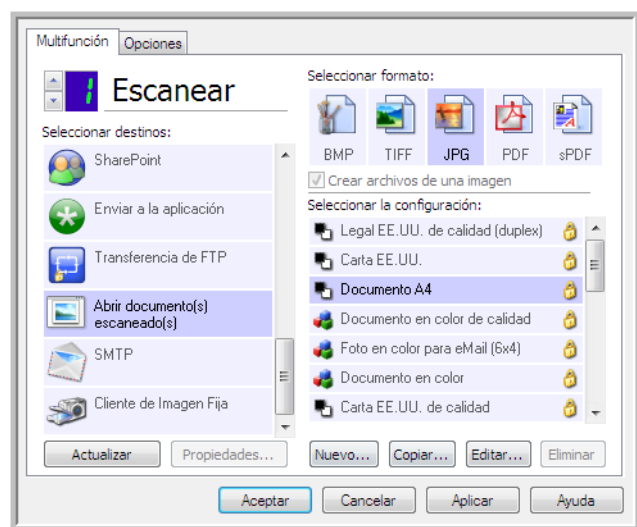 Multifunción
Opciones
1
Escanear
Seleccionar destinos:
SharePoint
Enviar a la aplicación
Transferencia de FTP
Abrir documento(s)
escaneado(s)
SMTP
Cliente de Imagen Fija
Actualizar
Propiedades...
Seleccionar formato:
BMP
TIFF
JPG
PDF
sPDF
Crear archivos de una imagen
Seleccionar la configuración:
Legal EE.UU. de calidad (duplex)
Carta EE.UU.
Documento A4
Documento en color de calidad
Foto en color para eMail (6x4)
Documento en color
Carta EE.UU. de calidad
Nuevo...
Copiar...
Editar...
Eliminar
Aceptar
Cancelar
Aplicar
Ayuda